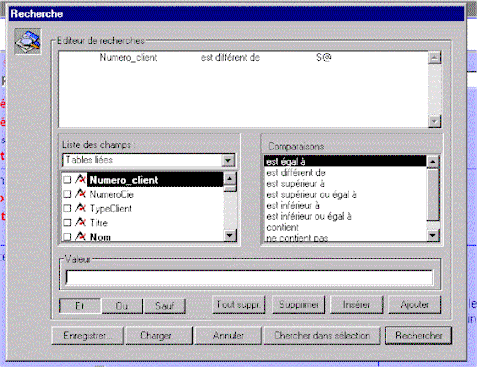 Recherche
Editeur de recherches
Numero_client est différent de S@
Liste des champs :
Comparaisons
Tables liées
Numero_client
NumeroCie
TypeClient
Titre
Nom
est égal à
est différent de
est supérieur à
est supérieur ou égal à
est inférieur à
est inférieur ou égal à
contient
ne contient pas
Valeur
Et Ou Sauf Tout suppr. Supprimer Insérer Ajouter
Enregistrer... Charger... Annuler Chercher dans sélection Rechercher